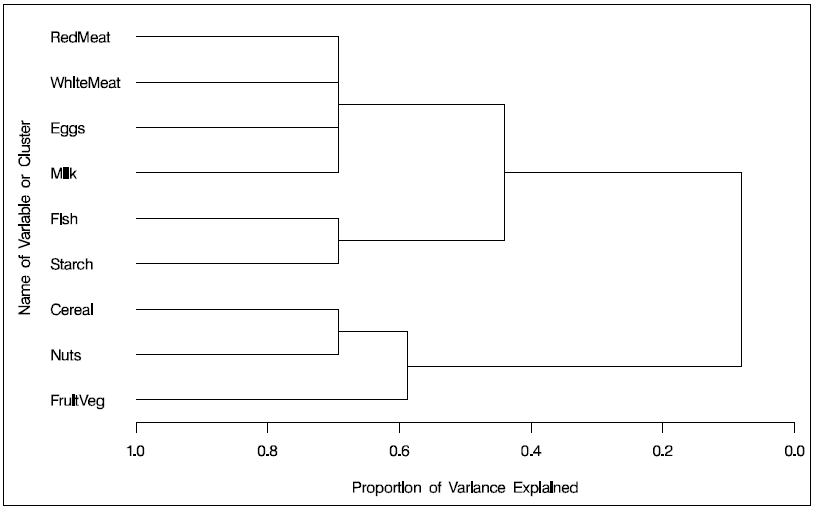 RedMeat
WhiteMeat
Eggs
Milk
Fish
Starch
Cereal
Nuts
FruitVeg
Name of Variable or Cluster
1.0 0.8 0.6 0.4 0.2 0.0
Proportion of Variance Explained